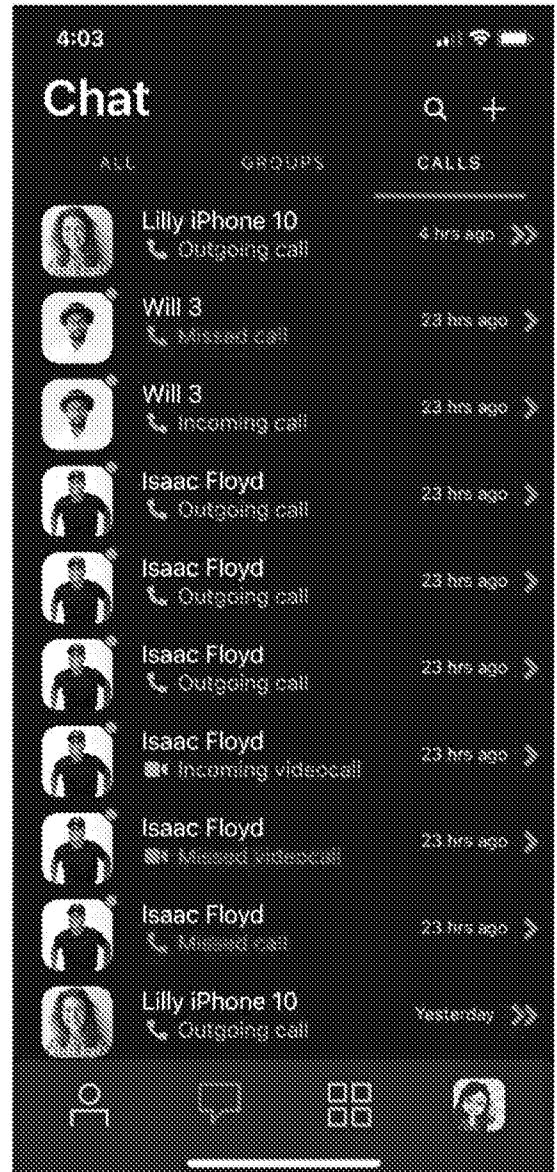 4:03
Chat
ALL GROUPS CALLS
Lilly iPhone 10
Outgoing call 4 hrs ago
Will 3
Missed call 23 hrs ago
Will 3
Incoming call 23 hrs ago
Isaac Floyd
Outgoing call 23 hrs ago
Isaac Floyd
Outgoing call 23 hrs ago
Isaac Floyd
Outgoing call 23 hrs ago
Isaac Floyd
Incoming videocall 23 hrs ago
Isaac Floyd
Missed videocall 23 hrs ago
Isaac Floyd
Missed call 23 hrs ago
Lilly iPhone 10
Outgoing call Yesterday